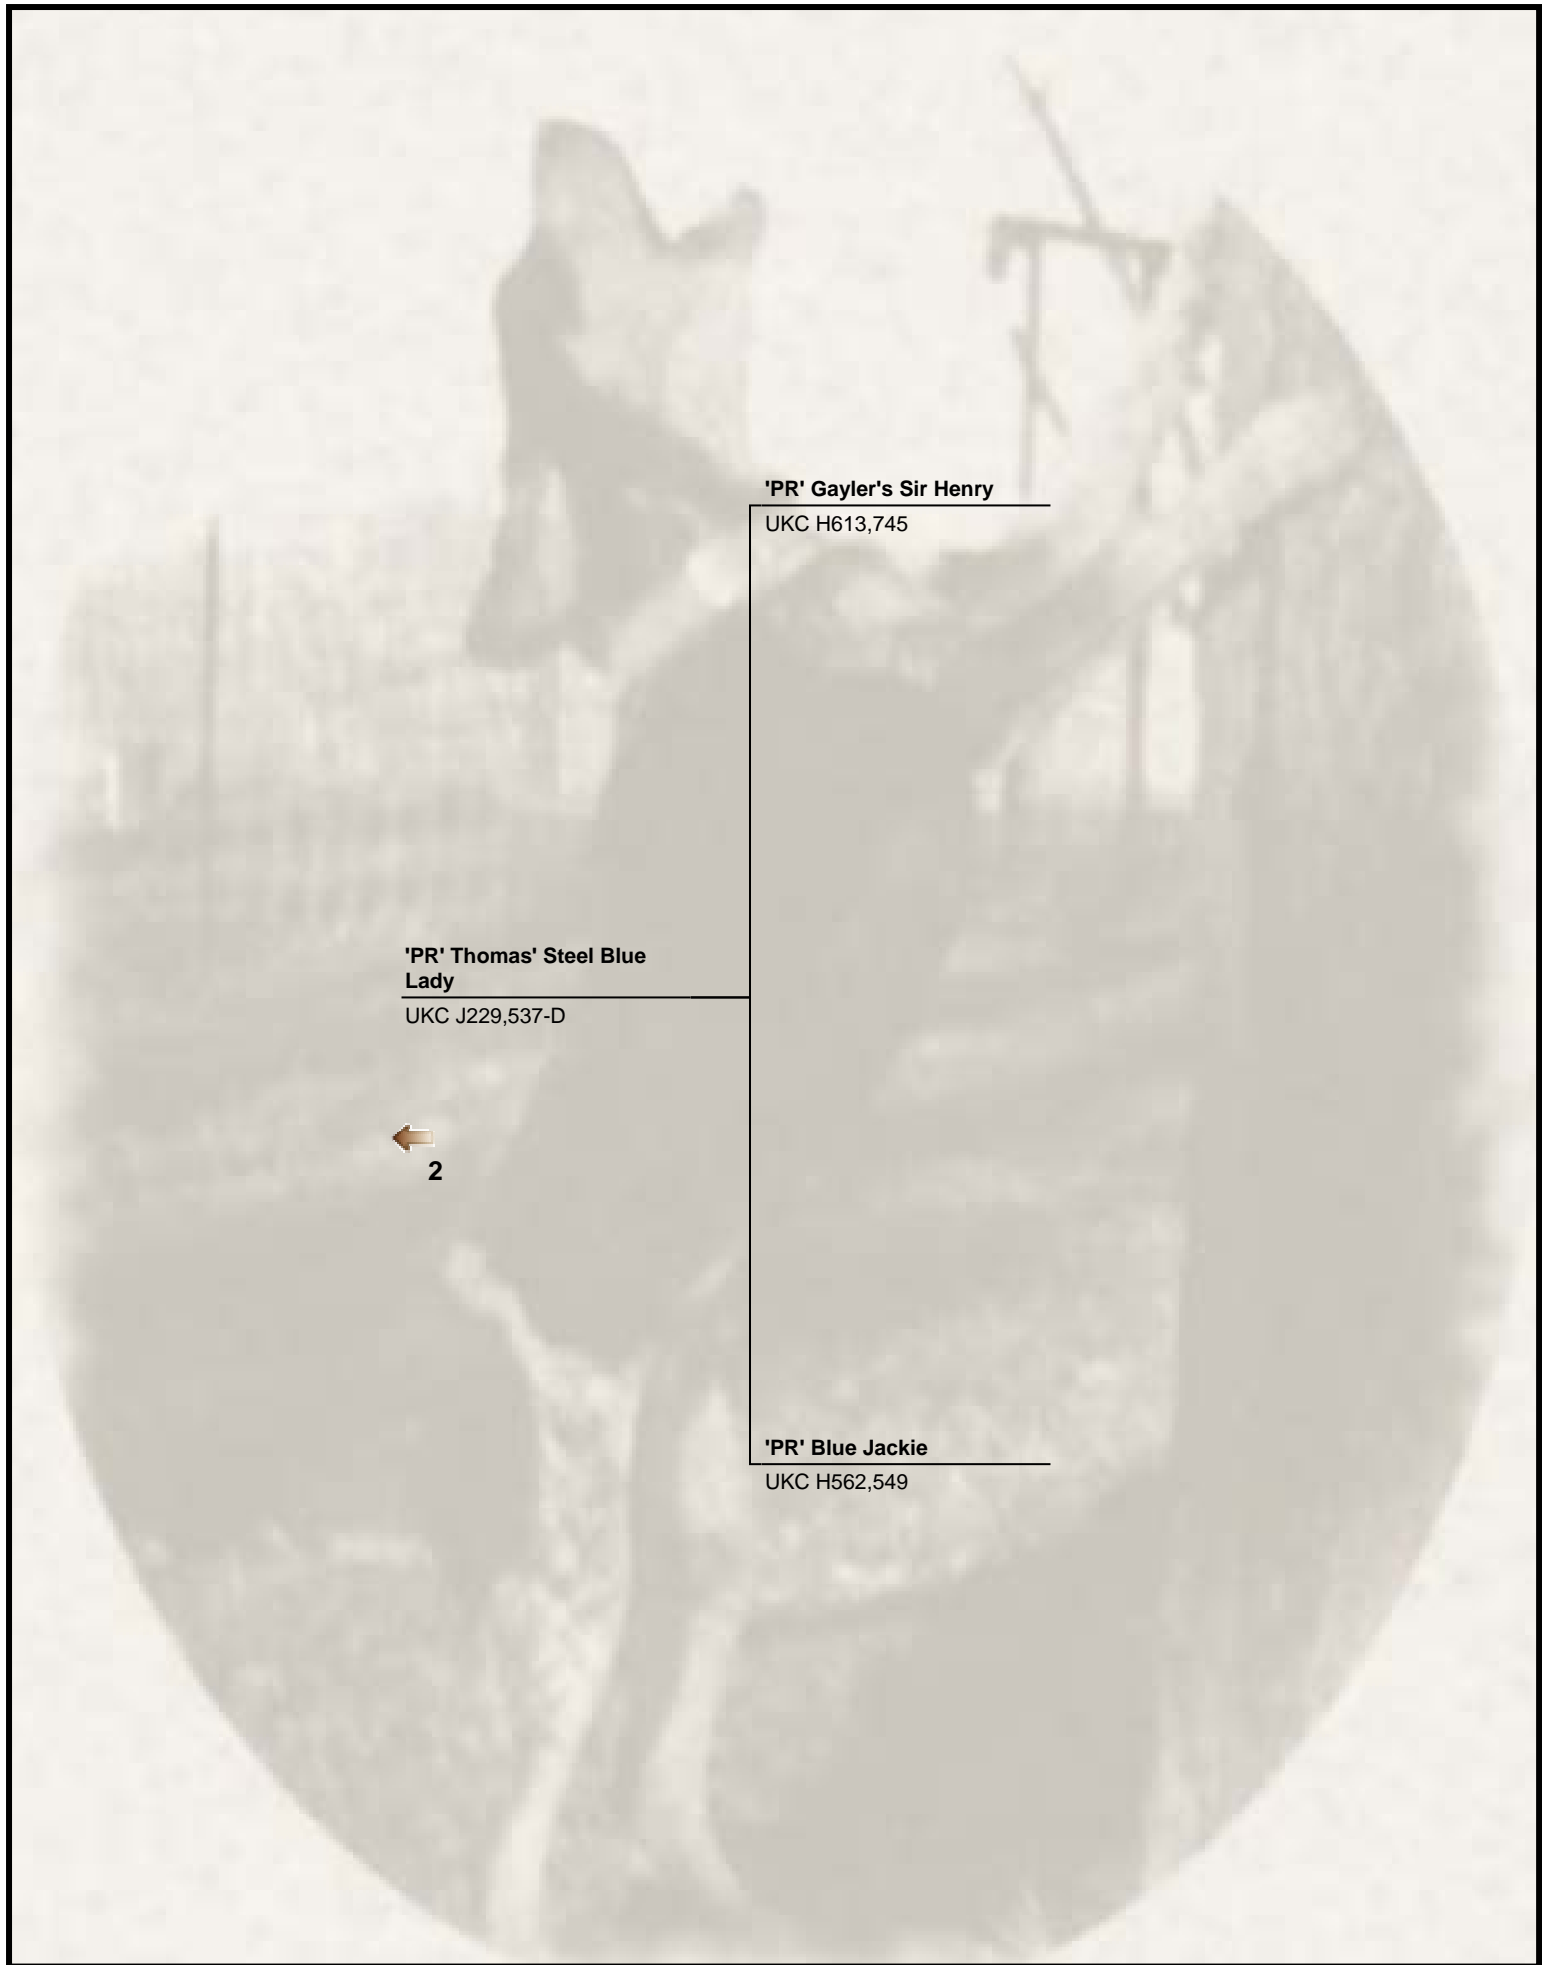 'PR' Gayler's Sir Henry
UKC H613,745
'PR' Thomas' Steel Blue
Lady
UKC J229,537-D
2
'PR' Blue Jackie
UKC H562,549